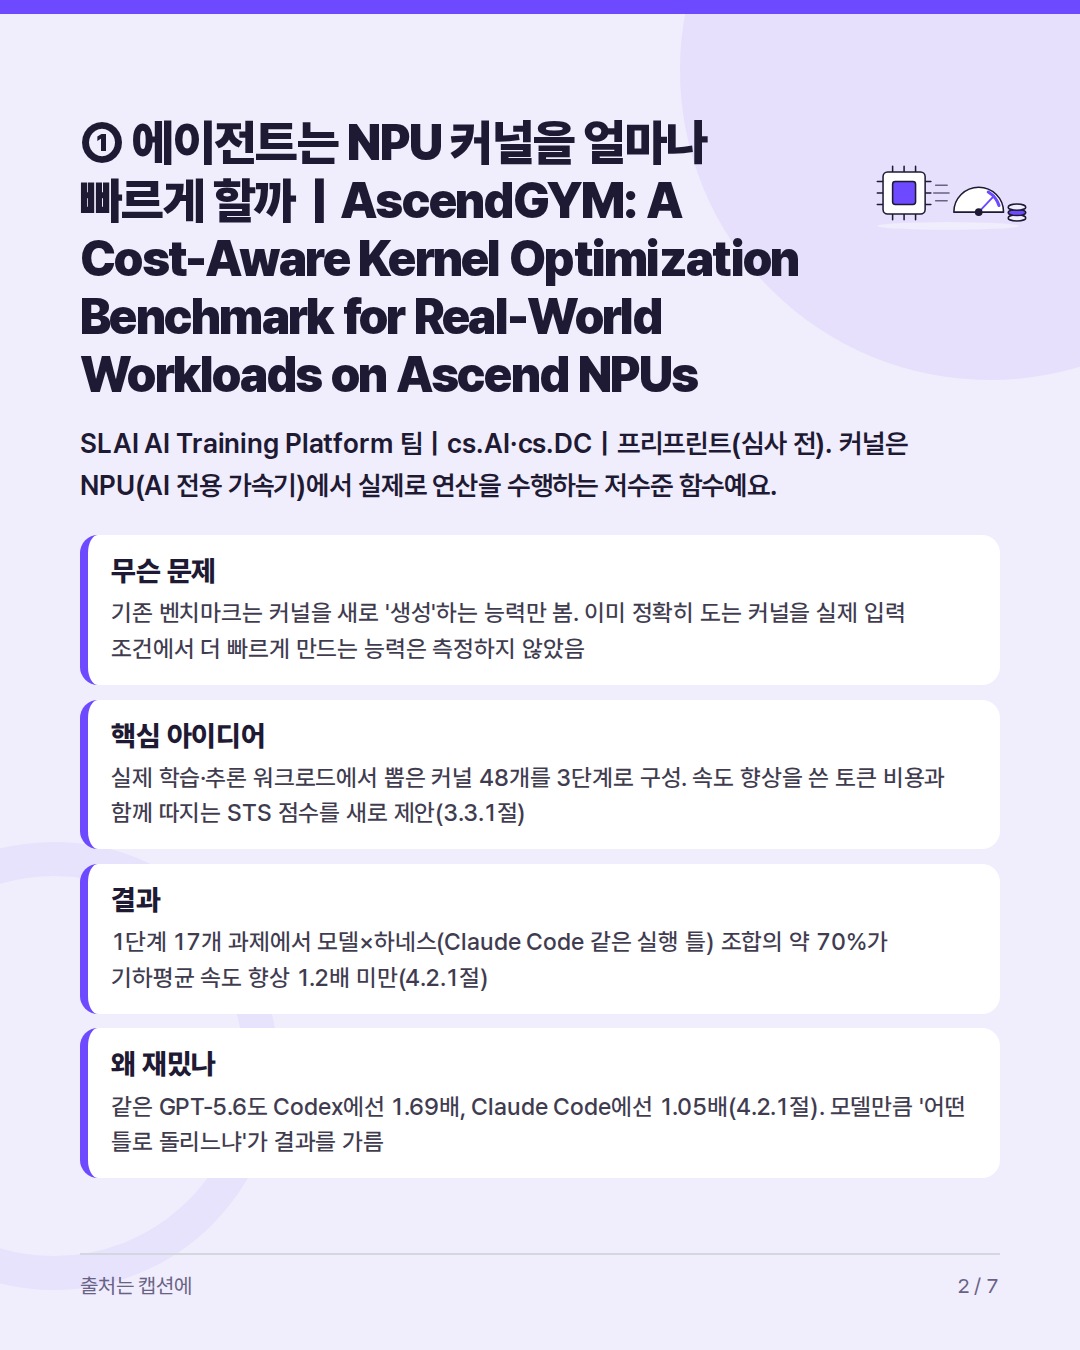 ① 에이전트는 NPU 커널을 얼마나
빠르게 할까 | AscendGYM: A
Cost-Aware Kernel Optimization
Benchmark for Real-World
Workloads on Ascend NPUs
SLAI AI Training Platform 팀 | cs.AI·cs.DC | 프리프린트(심사 전). 커널은
NPU(AI 전용 가속기)에서 실제로 연산을 수행하는 저수준 함수예요.
무슨 문제
기존 벤치마크는 커널을 새로 '생성'하는 능력만 봄. 이미 정확히 도는 커널을 실제 입력
조건에서 더 빠르게 만드는 능력은 측정하지 않았음
핵심 아이디어
실제 학습·추론 워크로드에서 뽑은 커널 48개를 3단계로 구성. 속도 향상을 쓴 토큰 비용과
함께 따지는 STS 점수를 새로 제안(3.3.1절)
결과
1단계 17개 과제에서 모델×하네스(Claude Code 같은 실행 틀) 조합의 약 70%가
기하평균 속도 향상 1.2배 미만(4.2.1절)
왜 재밌나
같은 GPT-5.6도 Codex에선 1.69배, Claude Code에선 1.05배(4.2.1절). 모델만큼 '어떤
틀로 돌리느냐'가 결과를 가름
출처는 캡션에
2 / 7